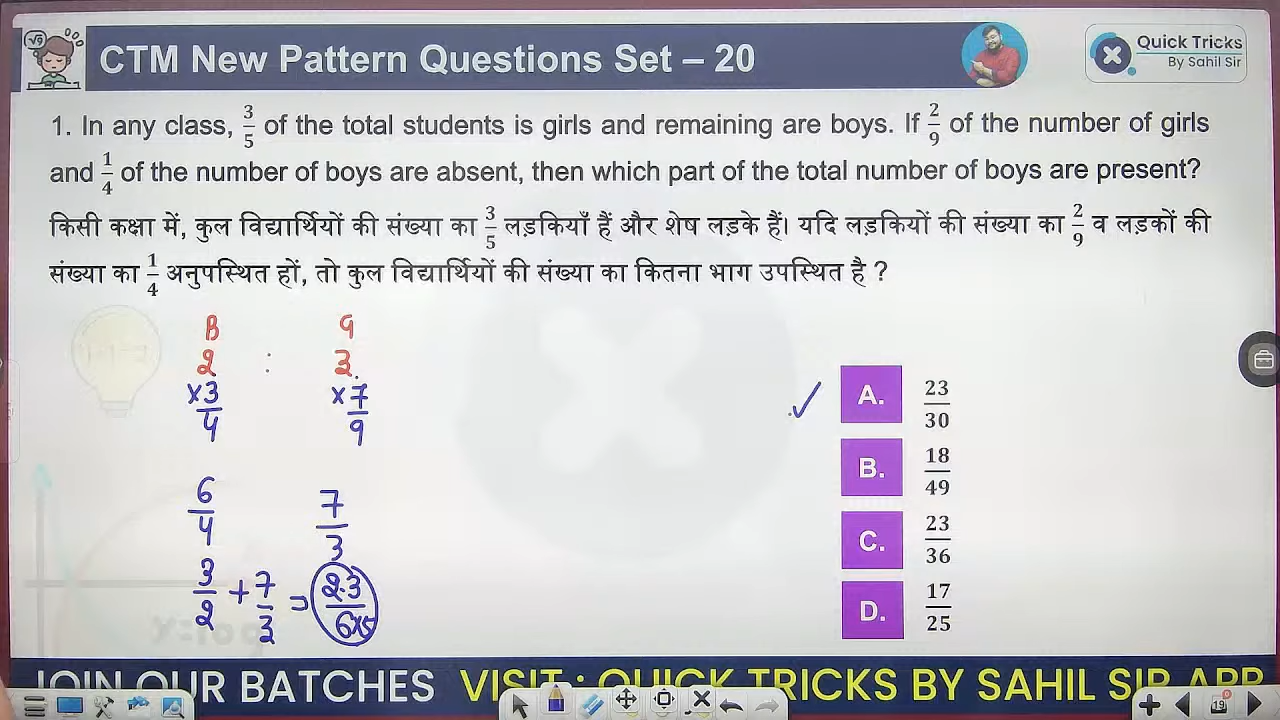 CTM New Pattern Questions Set – 20
Quick Tricks
By Sahil Sir
1. In any class, 3/5 of the total students is girls and remaining are boys. If 2/9 of the number of girls
and 1/4 of the number of boys are absent, then which part of the total number of boys are present?
किसी कक्षा में, कुल विद्यार्थियों की संख्या का 3/5 लड़कियाँ हैं और शेष लड़के हैं। यदि लड़कियों की संख्या का 2/9 व लड़कों की
संख्या का 1/4 अनुपस्थित हों, तो कुल विद्यार्थियों की संख्या का कितना भाग उपस्थित है ?
B G
2 : 3
×3/4 ×7/9
6/4 7/3
3/2 + 7/3 = 23/6×5
A. 23/30
B. 18/49
C. 23/36
D. 17/25
JOIN OUR BATCHES VISIT : QUICK TRICKS BY SAHIL SIR APP
19